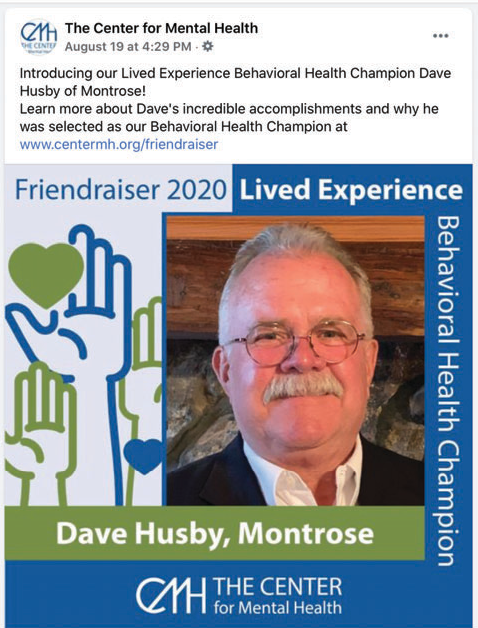 The Center for Mental Health
August 19 at 4:29 PM ·
Introducing our Lived Experience Behavioral Health Champion Dave
Husby of Montrose!
Learn more about Dave's incredible accomplishments and why he
was selected as our Behavioral Health Champion at
www.centermh.org/friendraiser
Friendraiser 2020 Lived Experience
Behavioral Health Champion
Dave Husby, Montrose
CMH THE CENTER
for Mental Health